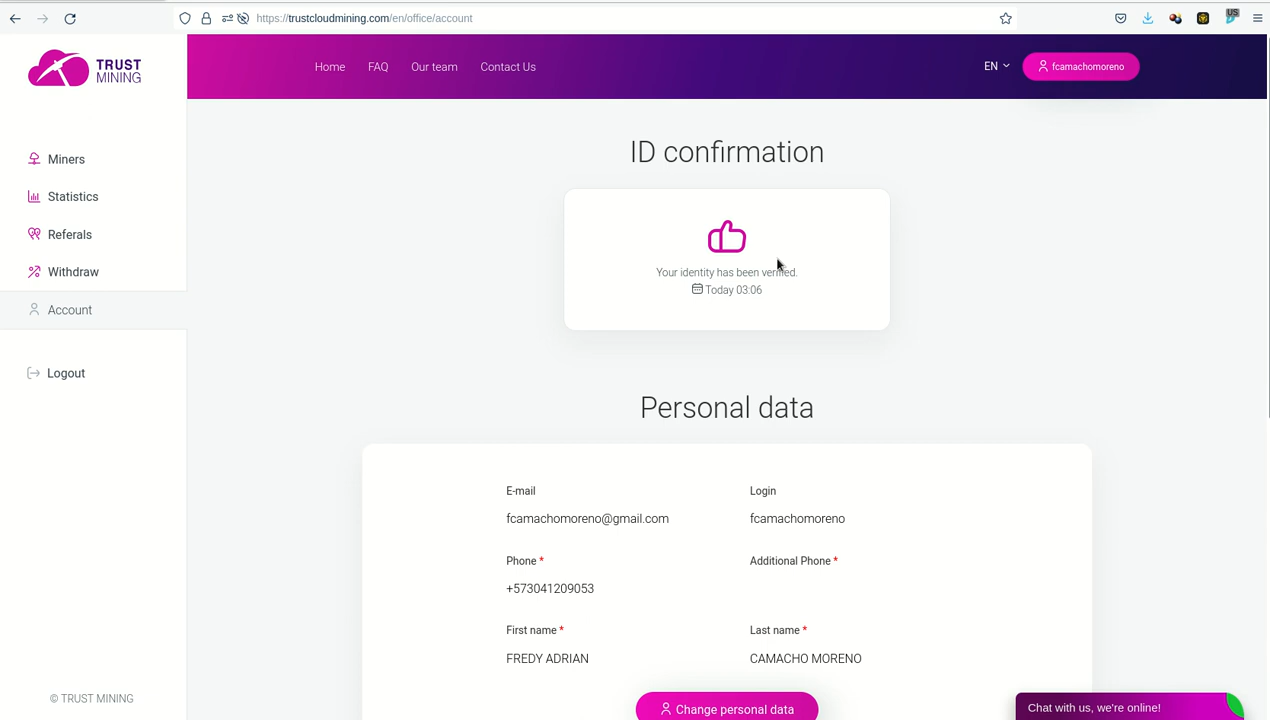 https://trustcloudmining.com/en/office/account
US
TRUST
MINING
Home
FAQ
Our team
Contact Us
EN
fcamachomoreno
Miners
Statistics
Referals
Withdraw
Account
Logout
© TRUST MINING
ID confirmation
Your identity has been verified.
Today 03:06
Personal data
E-mail
Login
fcamachomoreno@gmail.com
fcamachomoreno
Phone *
Additional Phone *
+573041209053
First name *
Last name *
FREDY ADRIAN
CAMACHO MORENO
Change personal data
Chat with us, we're online!